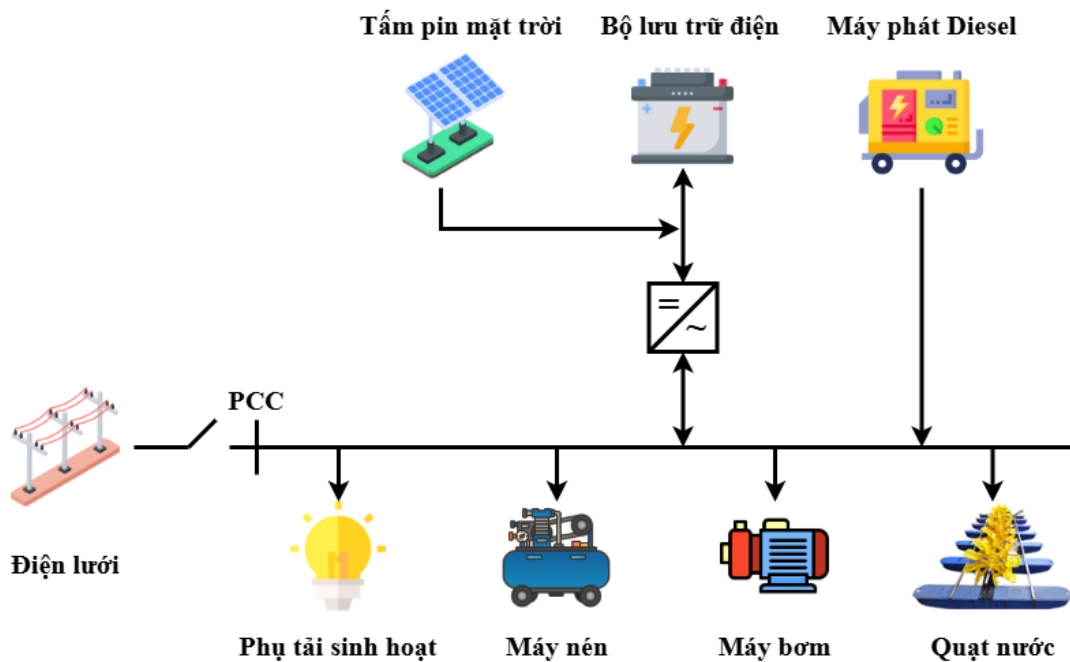 Tấm pin mặt trời
Bộ lưu trữ điện
Máy phát Diesel
PCC
Điện lưới
Phụ tải sinh hoạt
Máy nén
Máy bơm
Quạt nước